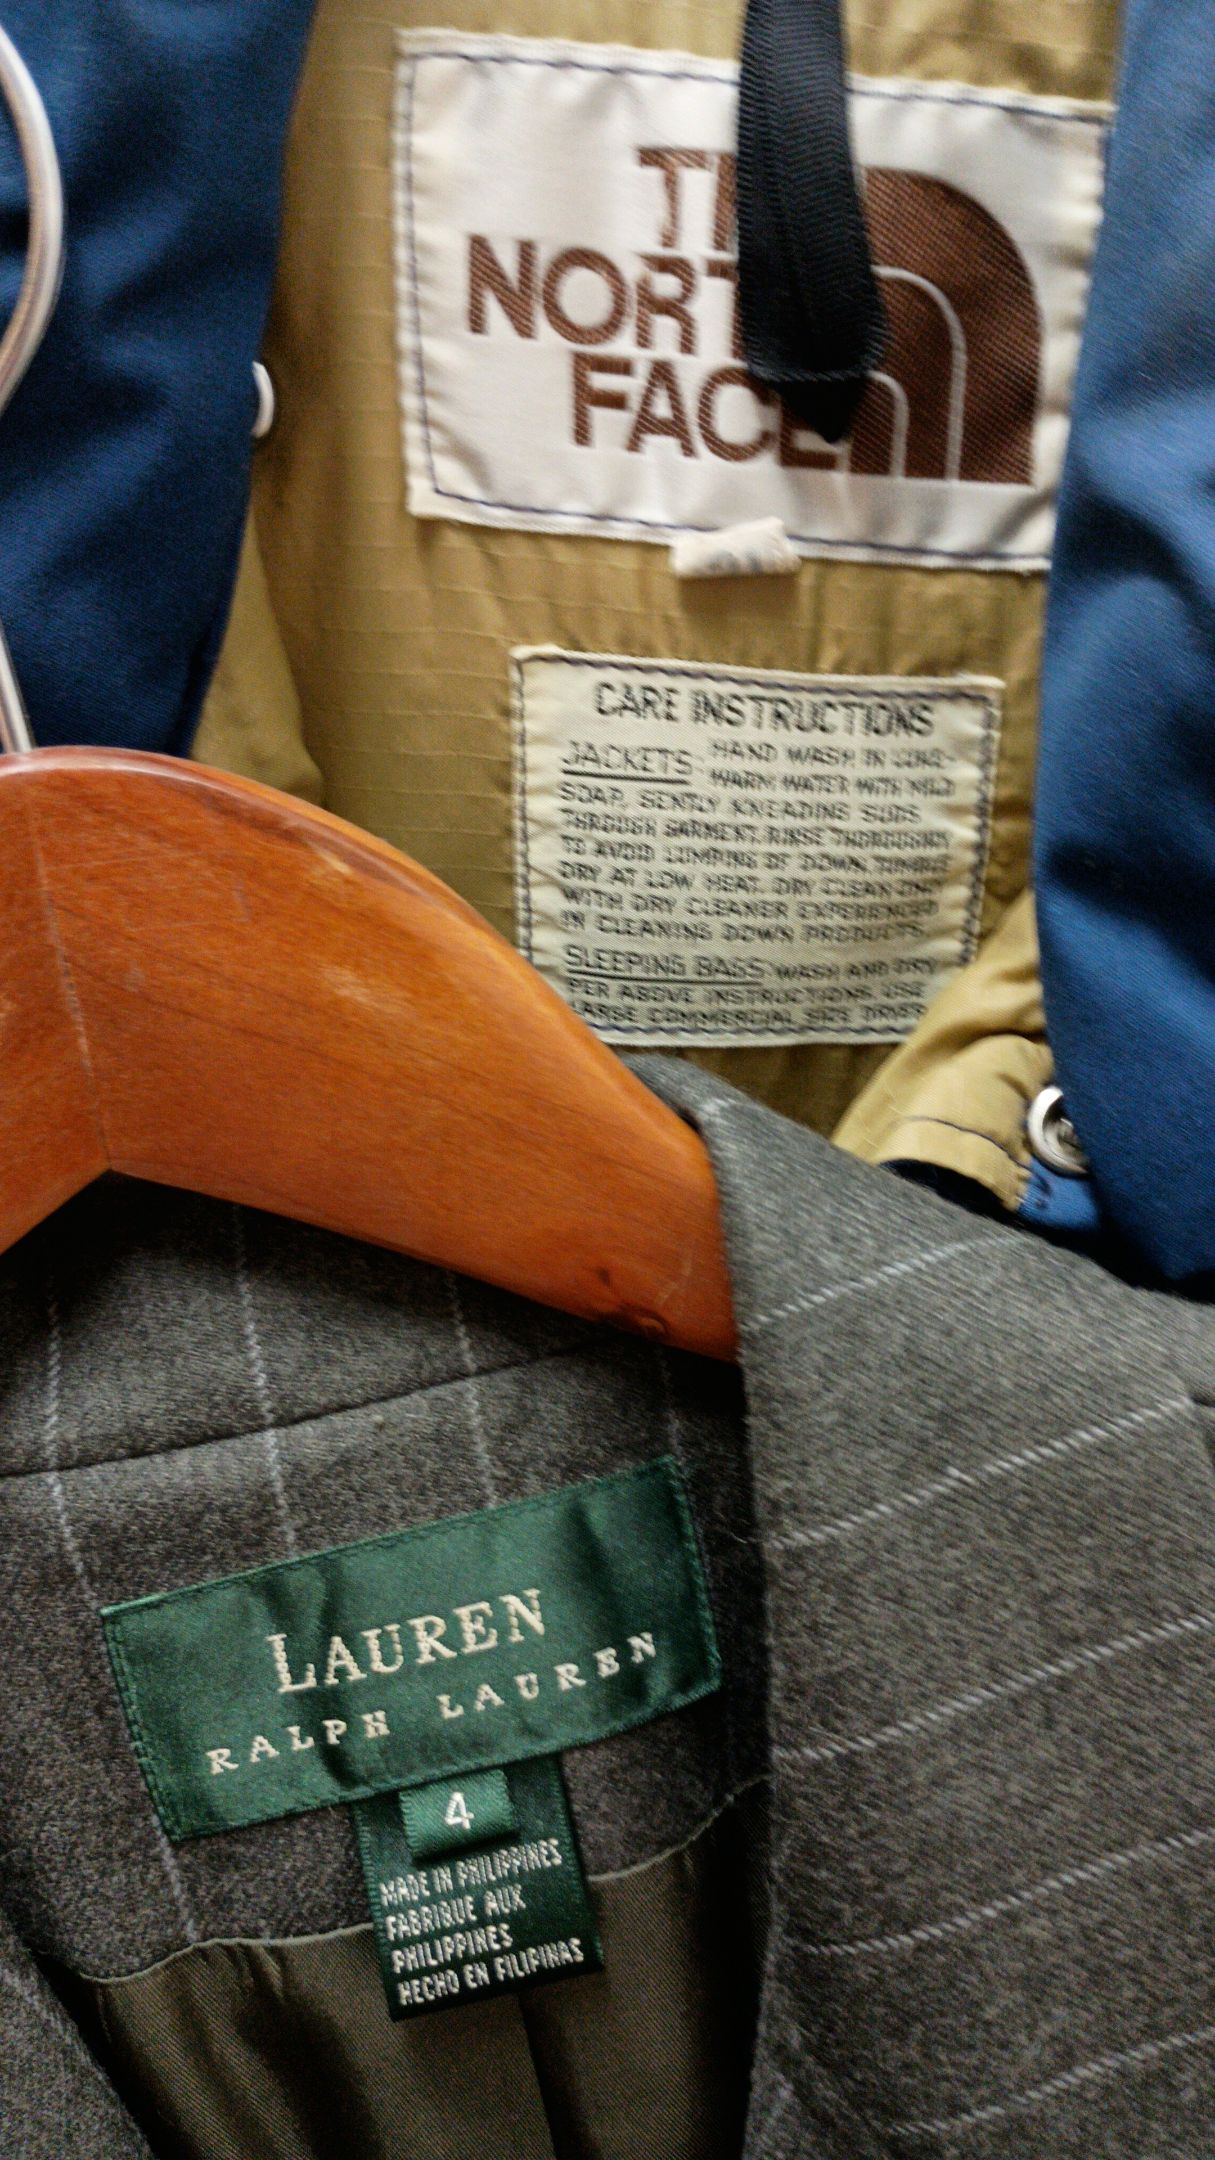 NORT
FACE
CARE INSTRUCTIONS
JACKETS: HAND WASH IN LUKE-
WARM WATER WITH MILD
SOAP, GENTLY KNEADING SUDS
THROUGH GARMENT. RINSE THOROUGHLY
TO AVOID LUMPING OF DOWN. TUMBLE
DRY AT LOW HEAT. DRY CLEAN ONLY
WITH DRY CLEANER EXPERIENCED
IN CLEANING DOWN PRODUCTS.
SLEEPING BAGS: WASH AND DRY
PER ABOVE INSTRUCTIONS. USE
LARGE COMMERCIAL SIZE DRYER
LAUREN
RALPH LAUREN
4
MADE IN PHILIPPINES
FABRIQUE AUX
PHILIPPINES
HECHO EN FILIPINAS